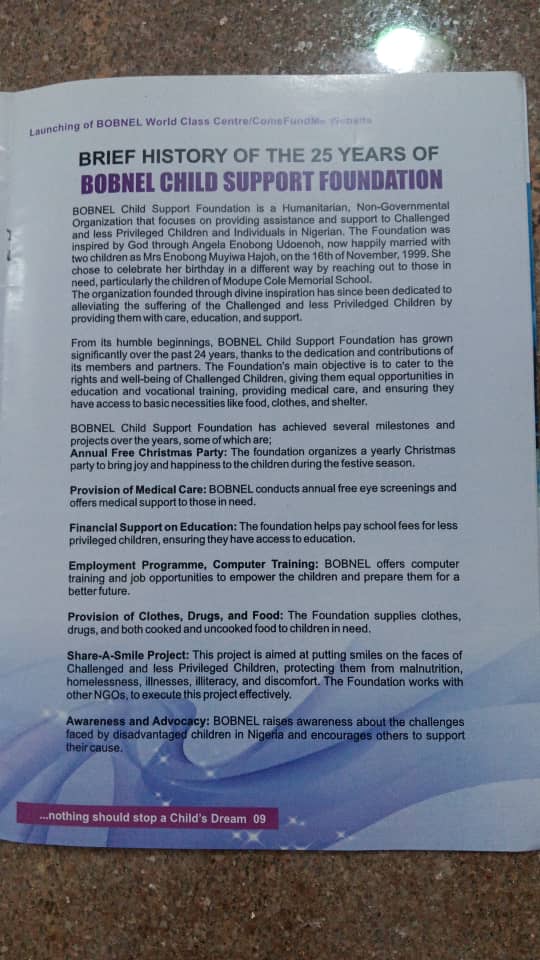 Launching of BOBNEL World Class Centre/ComeFundMe Website
BRIEF HISTORY OF THE 25 YEARS OF
BOBNEL CHILD SUPPORT FOUNDATION
BOBNEL Child Support Foundation is a Humanitarian, Non-Governmental
Organization that focuses on providing assistance and support to Challenged
and less Privileged Children and Individuals in Nigerian. The Foundation was
inspired by God through Angela Enobong Udoenoh, now happily married with
two children as Mrs Enobong Muyiwa Hajoh, on the 16th of November, 1999. She
chose to celebrate her birthday in a different way by reaching out to those in
need, particularly the children of Modupe Cole Memorial School.
The organization founded through divine inspiration has since been dedicated to
alleviating the suffering of the Challenged and less Priviledged Children by
providing them with care, education, and support.
From its humble beginnings, BOBNEL Child Support Foundation has grown
significantly over the past 24 years, thanks to the dedication and contributions of
its members and partners. The Foundation's main objective is to cater to the
rights and well-being of Challenged Children, giving them equal opportunities in
education and vocational training, providing medical care, and ensuring they
have access to basic necessities like food, clothes, and shelter.
BOBNEL Child Support Foundation has achieved several milestones and
projects over the years, some of which are;
Annual Free Christmas Party: The foundation organizes a yearly Christmas
party to bring joy and happiness to the children during the festive season.
Provision of Medical Care: BOBNEL conducts annual free eye screenings and
offers medical support to those in need.
Financial Support on Education: The foundation helps pay school fees for less
privileged children, ensuring they have access to education.
Employment Programme, Computer Training: BOBNEL offers computer
training and job opportunities to empower the children and prepare them for a
better future.
Provision of Clothes, Drugs, and Food: The Foundation supplies clothes,
drugs, and both cooked and uncooked food to children in need.
Share-A-Smile Project: This project is aimed at putting smiles on the faces of
Challenged and less Privileged Children, protecting them from malnutrition,
homelessness, illnesses, illiteracy, and discomfort. The Foundation works with
other NGOs, to execute this project effectively.
Awareness and Advocacy: BOBNEL raises awareness about the challenges
faced by disadvantaged children in Nigeria and encourages others to support
their cause.
...nothing should stop a Child's Dream 09